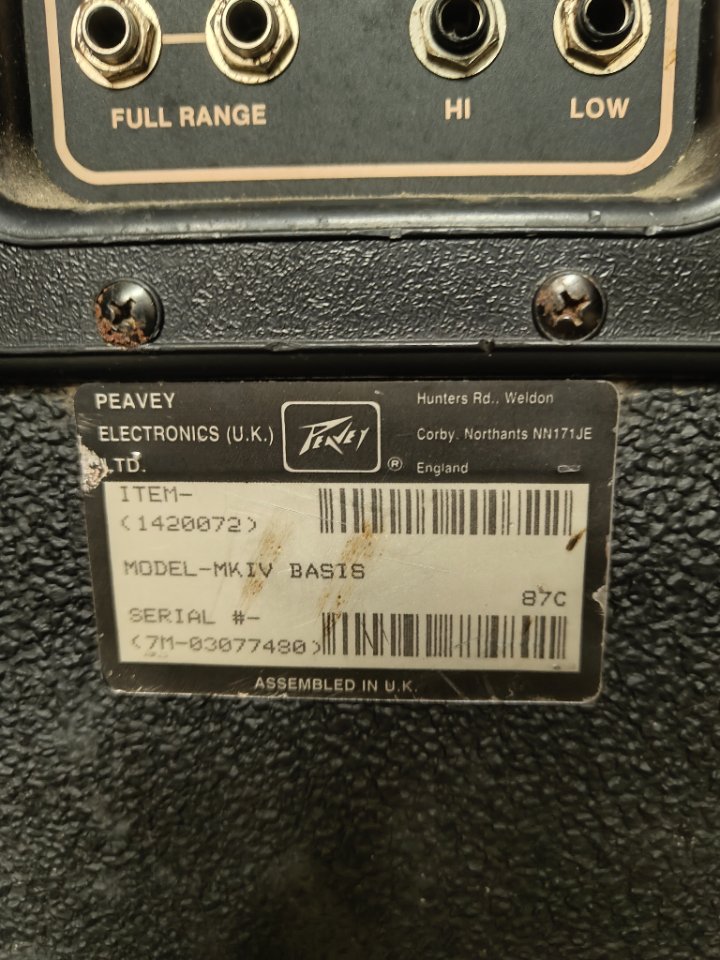 FULL RANGE
HI
LOW
PEAVEY
ELECTRONICS (U.K.)
LTD.
PEAVEY
®
Hunters Rd., Weldon
Corby. Northants NN171JE
England
ITEM-
(1420072)
MODEL-MKIV BASIS
87C
SERIAL #-
(7M-03077480)
ASSEMBLED IN U.K.